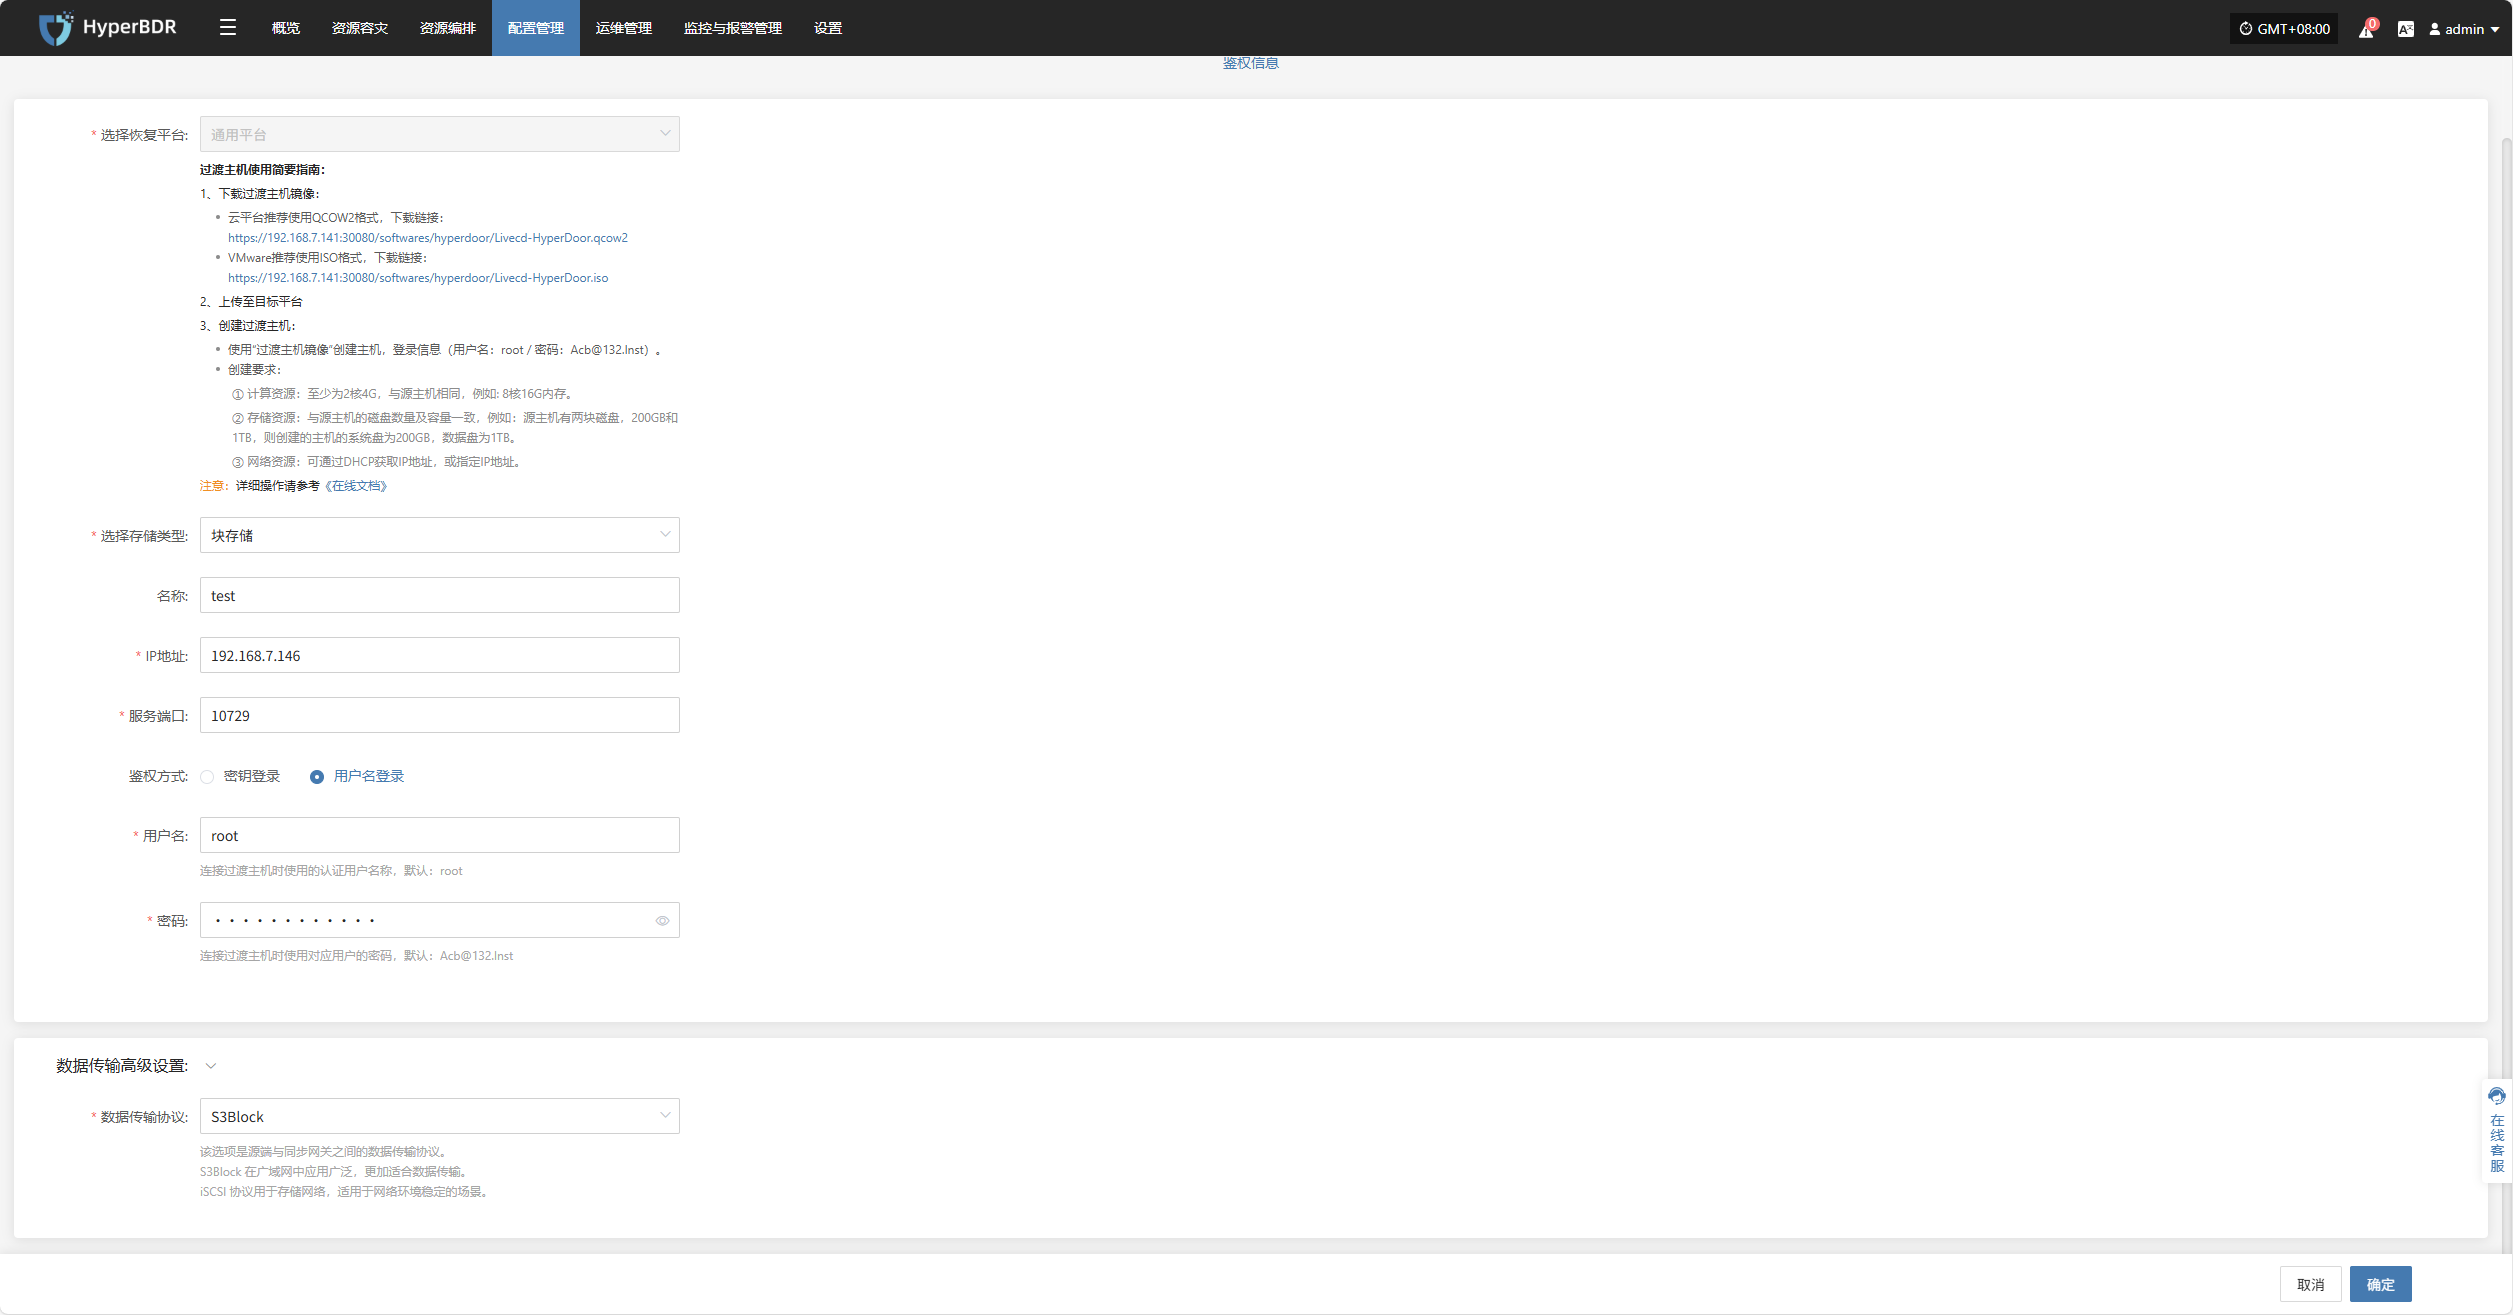 HyperBDR
概览
资源容灾
资源编排
配置管理
运维管理
监控与报警管理
设置
GMT+08:00
0
admin
鉴权信息
* 选择恢复平台:
通用平台
过渡主机使用简要指南：
1、下载过渡主机镜像：
云平台推荐使用QCOW2格式，下载链接：
https://192.168.7.141:30080/softwares/hyperdoor/Livecd-HyperDoor.qcow2
VMware推荐使用ISO格式，下载链接：
https://192.168.7.141:30080/softwares/hyperdoor/Livecd-HyperDoor.iso
2、上传至目标平台
3、创建过渡主机：
使用“过渡主机镜像”创建主机，登录信息（用户名：root / 密码：Acb@132.Inst）。
创建要求：
① 计算资源：至少为2核4G，与源主机相同，例如: 8核16G内存。
② 存储资源：与源主机的磁盘数量及容量一致，例如：源主机有两块磁盘，200GB和
1TB，则创建的主机的系统盘为200GB，数据盘为1TB。
③ 网络资源：可通过DHCP获取IP地址，或指定IP地址。
注意：详细操作请参考《在线文档》
* 选择存储类型:
块存储
名称:
test
* IP地址:
192.168.7.146
* 服务端口:
10729
鉴权方式:
密钥登录
用户名登录
* 用户名:
root
连接过渡主机时使用的认证用户名称，默认：root
* 密码:
连接过渡主机时使用对应用户的密码，默认：Acb@132.Inst
数据传输高级设置:
* 数据传输协议:
S3Block
该选项是源端与同步网关之间的数据传输协议。
S3Block 在广域网中应用广泛，更加适合数据传输。
iSCSI 协议用于存储网络，适用于网络环境稳定的场景。
在线客服
取消
确定